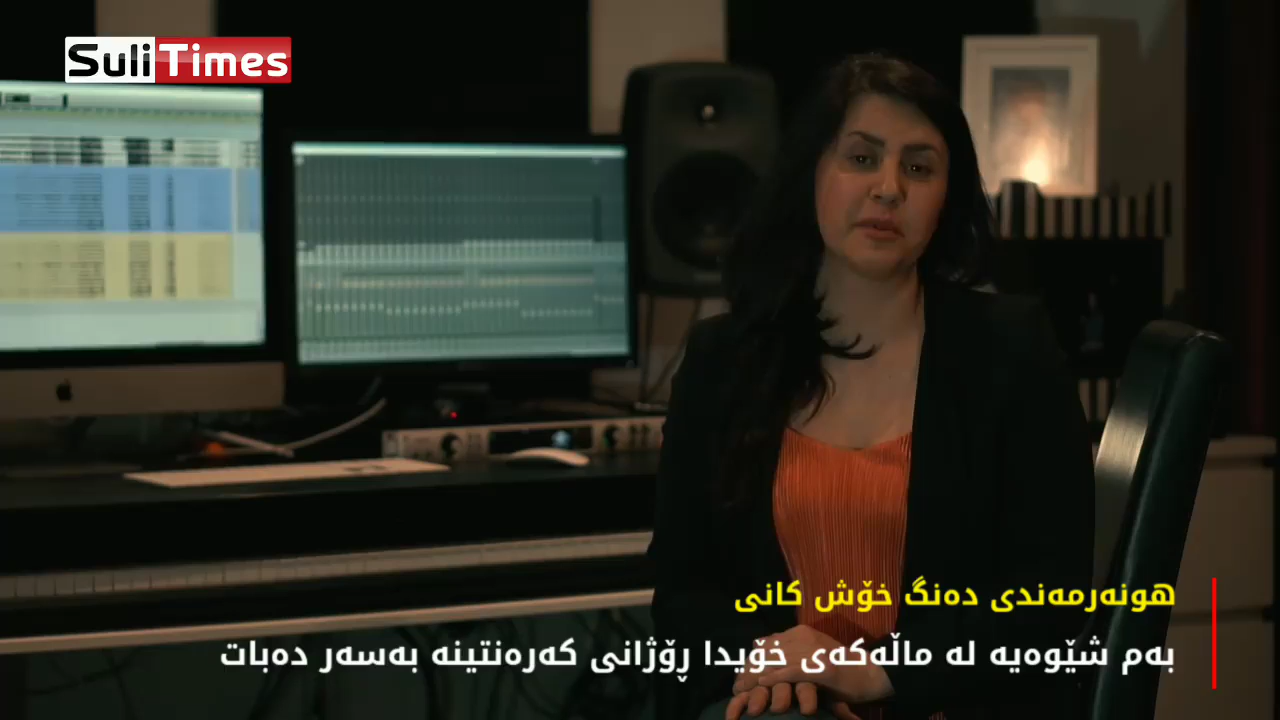 SuliTimes
هونەرمەندی دەنگ خۆش کانی
بەم شێوەیە لە ماڵەکەی خۆیدا ڕۆژانی کەرەنتینە بەسەر دەبات